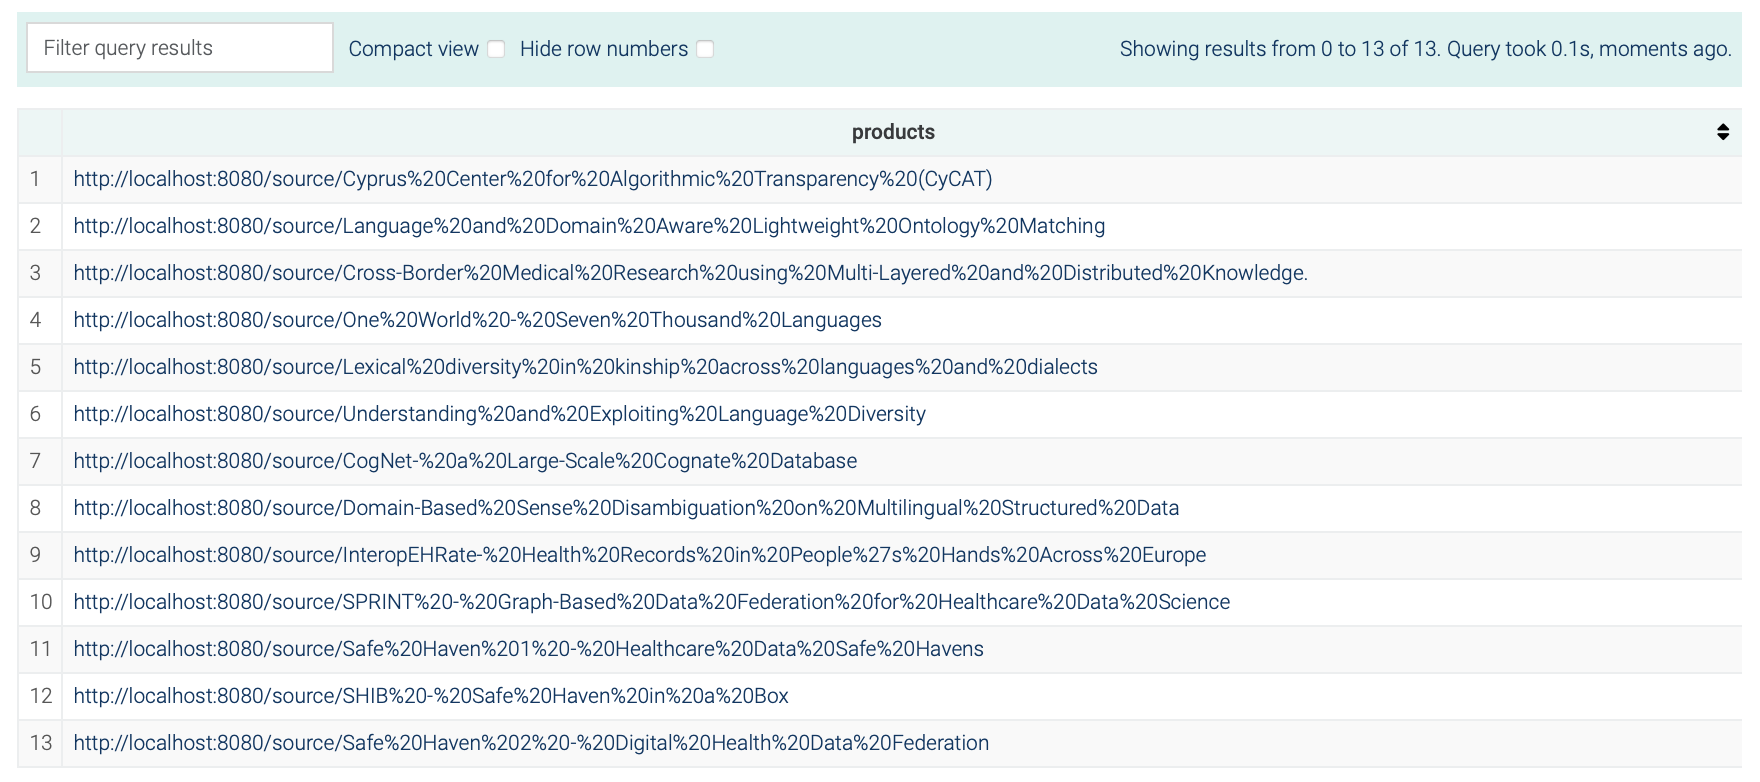 Filter query results Compact view Hide row numbers Showing results from 0 to 13 of 13. Query took 0.1s, moments ago.
products
1 http://localhost:8080/source/Cyprus%20Center%20for%20Algorithmic%20Transparency%20(CyCAT)
2 http://localhost:8080/source/Language%20and%20Domain%20Aware%20Lightweight%20Ontology%20Matching
3 http://localhost:8080/source/Cross-Border%20Medical%20Research%20using%20Multi-Layered%20and%20Distributed%20Knowledge.
4 http://localhost:8080/source/One%20World%20-%20Seven%20Thousand%20Languages
5 http://localhost:8080/source/Lexical%20diversity%20in%20kinship%20across%20languages%20and%20dialects
6 http://localhost:8080/source/Understanding%20and%20Exploiting%20Language%20Diversity
7 http://localhost:8080/source/CogNet-%20a%20Large-Scale%20Cognate%20Database
8 http://localhost:8080/source/Domain-Based%20Sense%20Disambiguation%20on%20Multilingual%20Structured%20Data
9 http://localhost:8080/source/InteropEHRate-%20Health%20Records%20in%20People%27s%20Hands%20Across%20Europe
10 http://localhost:8080/source/SPRINT%20-%20Graph-Based%20Data%20Federation%20for%20Healthcare%20Data%20Science
11 http://localhost:8080/source/Safe%20Haven%201%20-%20Healthcare%20Data%20Safe%20Havens
12 http://localhost:8080/source/SHIB%20-%20Safe%20Haven%20in%20a%20Box
13 http://localhost:8080/source/Safe%20Haven%202%20-%20Digital%20Health%20Data%20Federation